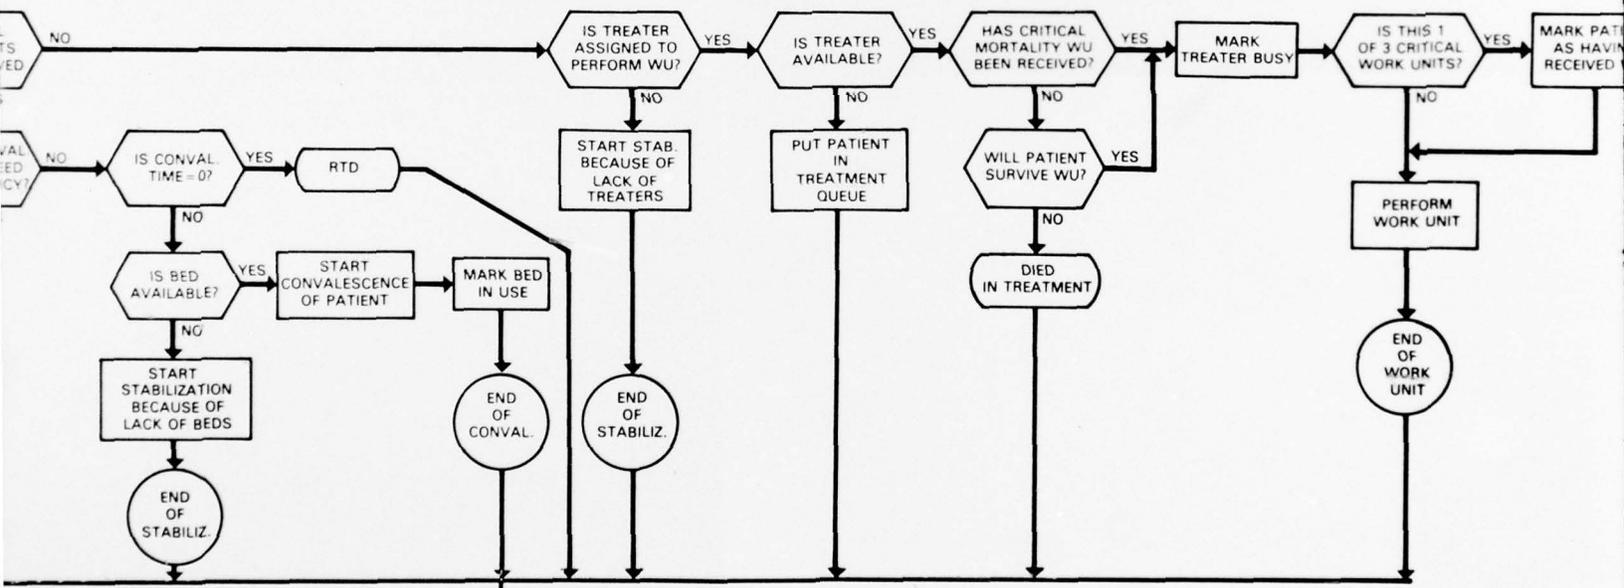 NO
IS TREATER
ASSIGNED TO
PERFORM WU?
YES
NO
IS TREATER
AVAILABLE?
YES
NO
HAS CRITICAL
MORTALITY WU
BEEN RECEIVED?
YES
NO
MARK
TREATER BUSY
IS THIS 1
OF 3 CRITICAL
WORK UNITS?
YES
NO
MARK
AS
RECEIVED
NO
IS CONVAL.
TIME=0?
YES
NO
RTD
START STAB.
BECAUSE OF
LACK OF
TREATERS
PUT PATIENT
IN
TREATMENT
QUEUE
WILL PATIENT
SURVIVE WU?
YES
NO
PERFORM
WORK UNIT
IS BED
AVAILABLE?
YES
NO
START
CONVALESCENCE
OF PATIENT
MARK BED
IN USE
DIED
IN TREATMENT
START
STABILIZATION
BECAUSE OF
LACK OF BEDS
END
OF
CONVAL.
END
OF
STABILIZ.
END
OF
WORK
UNIT
END
OF
STABILIZ.